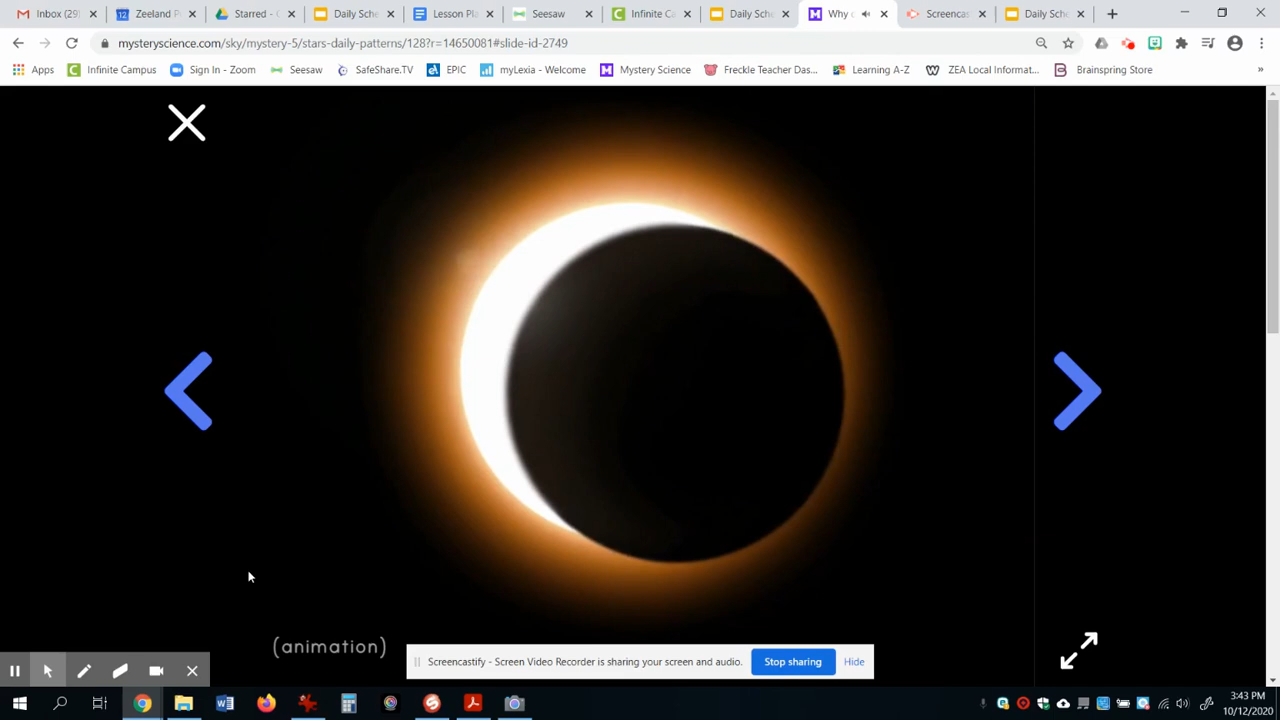 Inbox (29)
Zeeland P
Starred - G
Daily Sche
Lesson Pla
Seesaw
Infinite Ca
Daily Sche
Why
Screencas
Daily Sche
mysteryscience.com/sky/mystery-5/stars-daily-patterns/128?r=14650081#slide-id-2749
Apps
Infinite Campus
Sign In - Zoom
Seesaw
SafeShare.TV
EPIC
myLexia - Welcome
Mystery Science
Freckle Teacher Das...
Learning A-Z
ZEA Local Informat...
Brainspring Store
»
(animation)
Screencastify - Screen Video Recorder is sharing your screen and audio.
Stop sharing
Hide
3:43 PM
10/12/2020